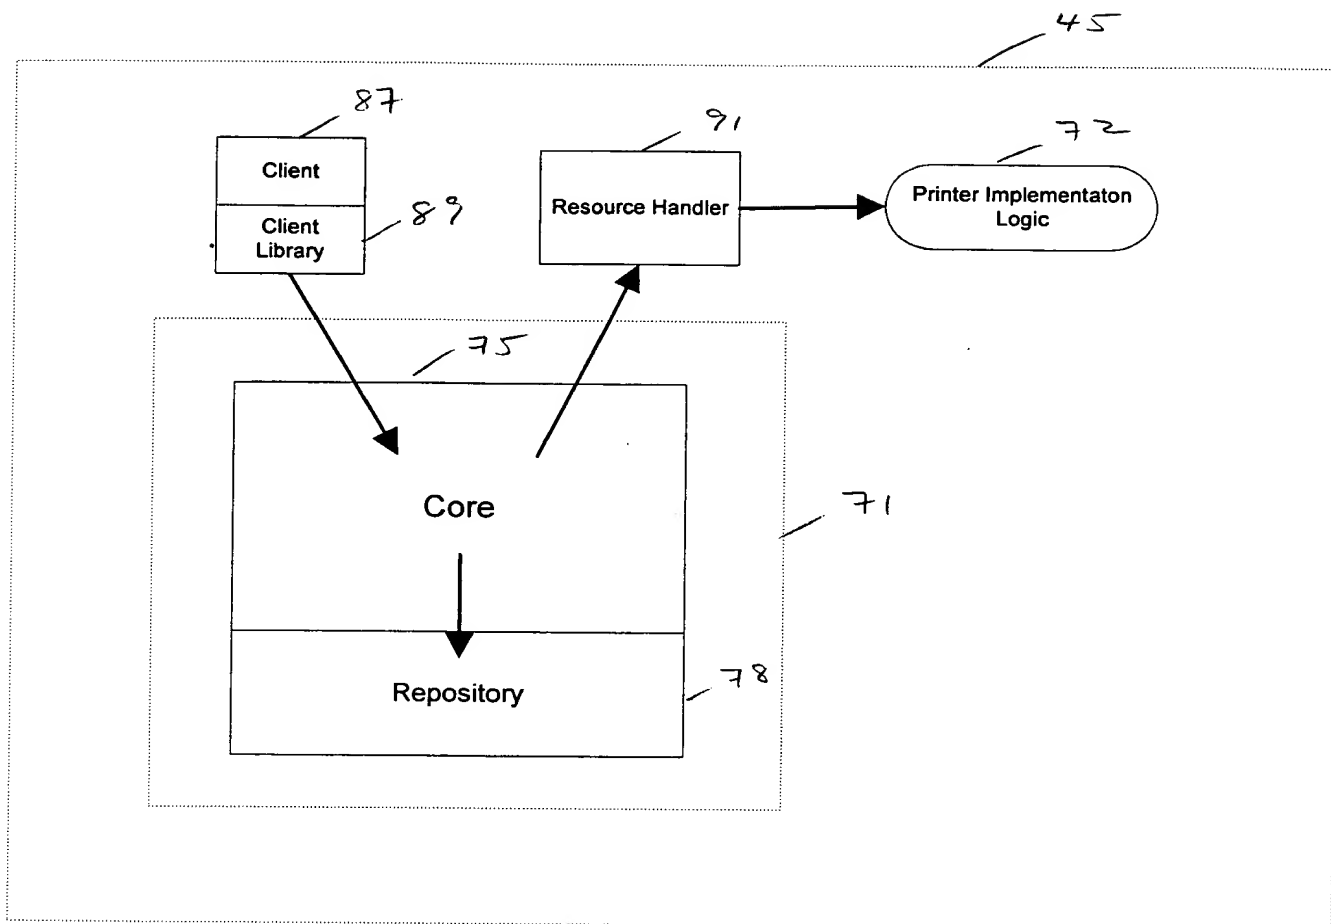 45
87
91
72
Client
Resource Handler
Printer Implementaton
Logic
89
Client
Library
75
Core
71
Repository
78